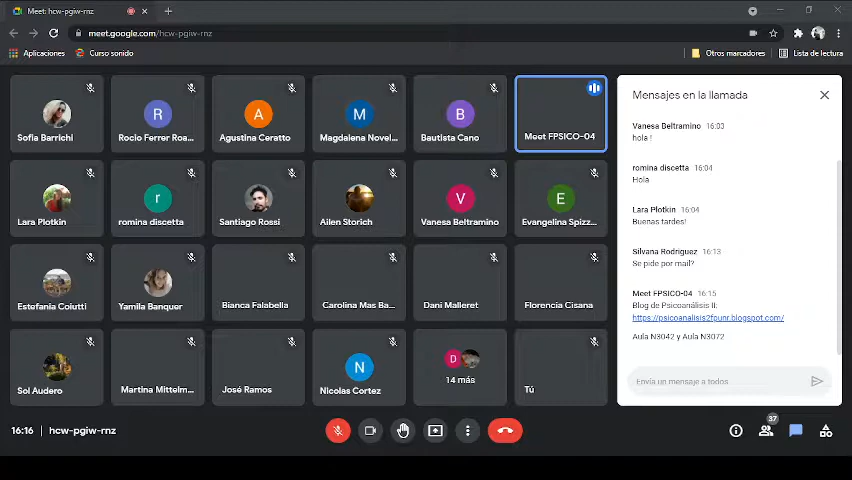 Meet: hcw-pgiw-rnz
meet.google.com/hcw-pgiw-rnz
Aplicaciones
Curso sonido
Otros marcadores
Lista de lectura
Sofia Barrichi
R
Rocio Ferrer Roa...
A
Agustina Ceratto
M
Magdalena Novel...
B
Bautista Cano
Meet FPSICO-04
Lara Plotkin
r
romina discetta
Santiago Rossi
Ailen Storich
V
Vanesa Beltramino
E
Evangelina Spizz...
Estefania Coiutti
Yamila Banquer
Bianca Falabella
Carolina Mas Ba...
Dani Malleret
Florencia Cisana
Sol Audero
Martina Mittelm...
José Ramos
N
Nicolas Cortez
D
14 más
Tú
Mensajes en la llamada
Vanesa Beltramino 16:03
hola !
romina discetta 16:04
Hola
Lara Plotkin 16:04
Buenas tardes!
Silvana Rodriguez 16:13
Se pide por mail?
Meet FPSICO-04 16:15
Blog de Psicoanálisis II:
https://psicoanalisis2fpunr.blogspot.com/
Aula N3042 y Aula N3072
Envía un mensaje a todos
16:16 | hcw-pgiw-rnz
37